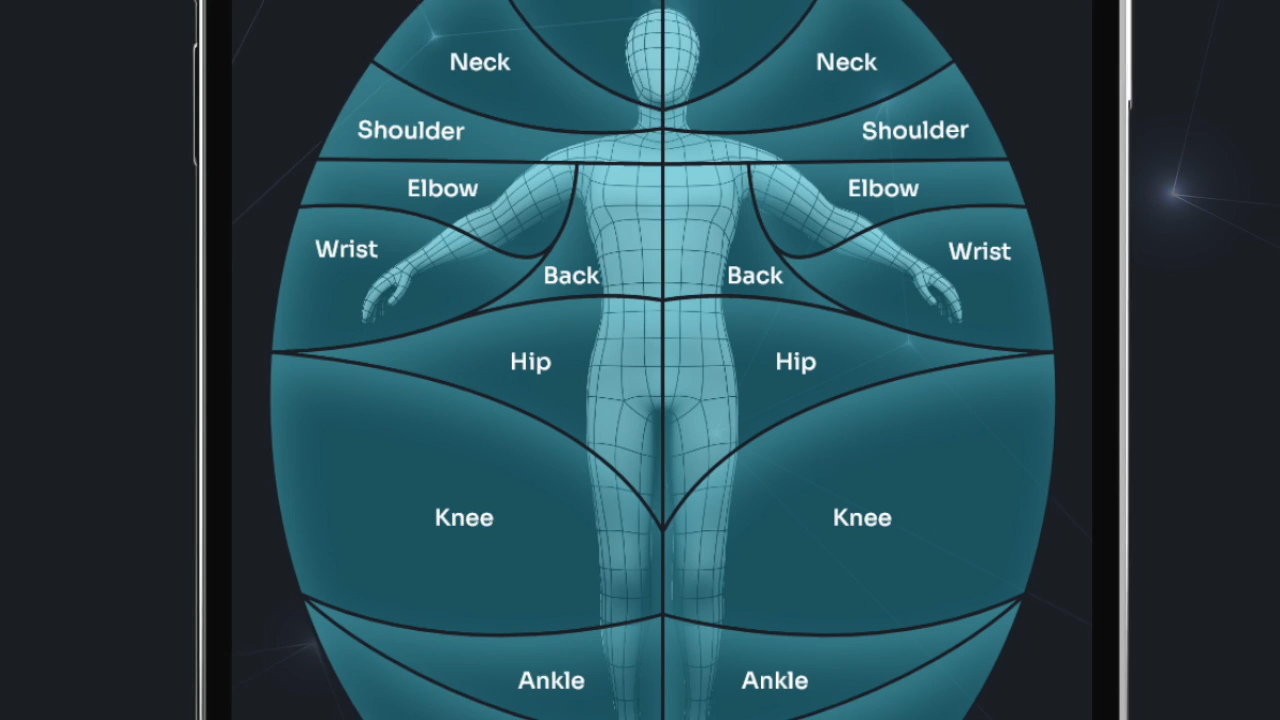 Neck Neck
Shoulder Shoulder
Elbow Elbow
Wrist Wrist
Back Back
Hip Hip
Knee Knee
Ankle Ankle